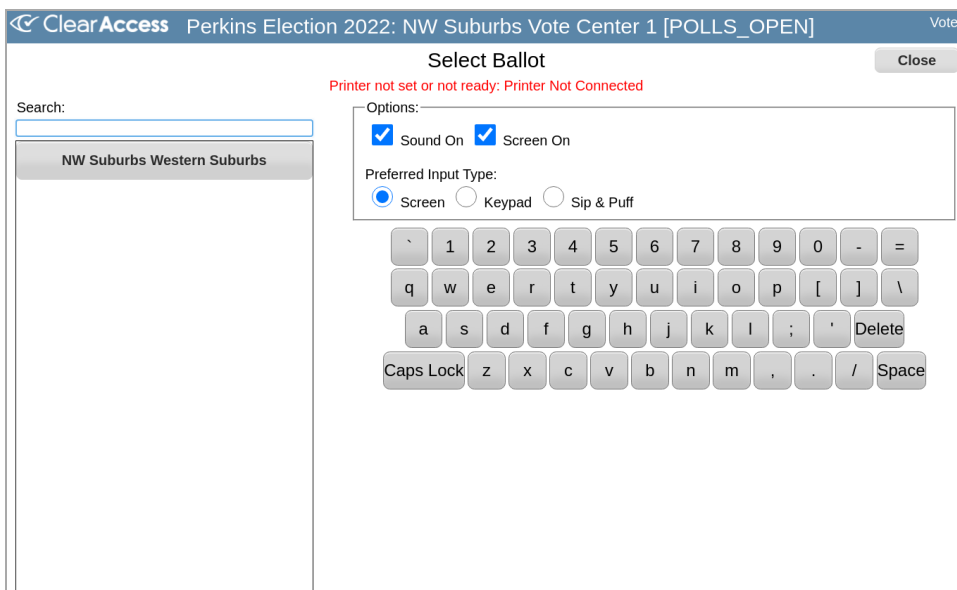 ClearAccess Perkins Election 2022: NW Suburbs Vote Center 1 [POLLS_OPEN] Vote
Select Ballot Close
Printer not set or not ready: Printer Not Connected
Search:
NW Suburbs Western Suburbs
Options:
Sound On Screen On
Preferred Input Type:
Screen Keypad Sip & Puff
` 1 2 3 4 5 6 7 8 9 0 - =
q w e r t y u i o p [ ] \
a s d f g h j k l ; ' Delete
Caps Lock z x c v b n m , . / Space